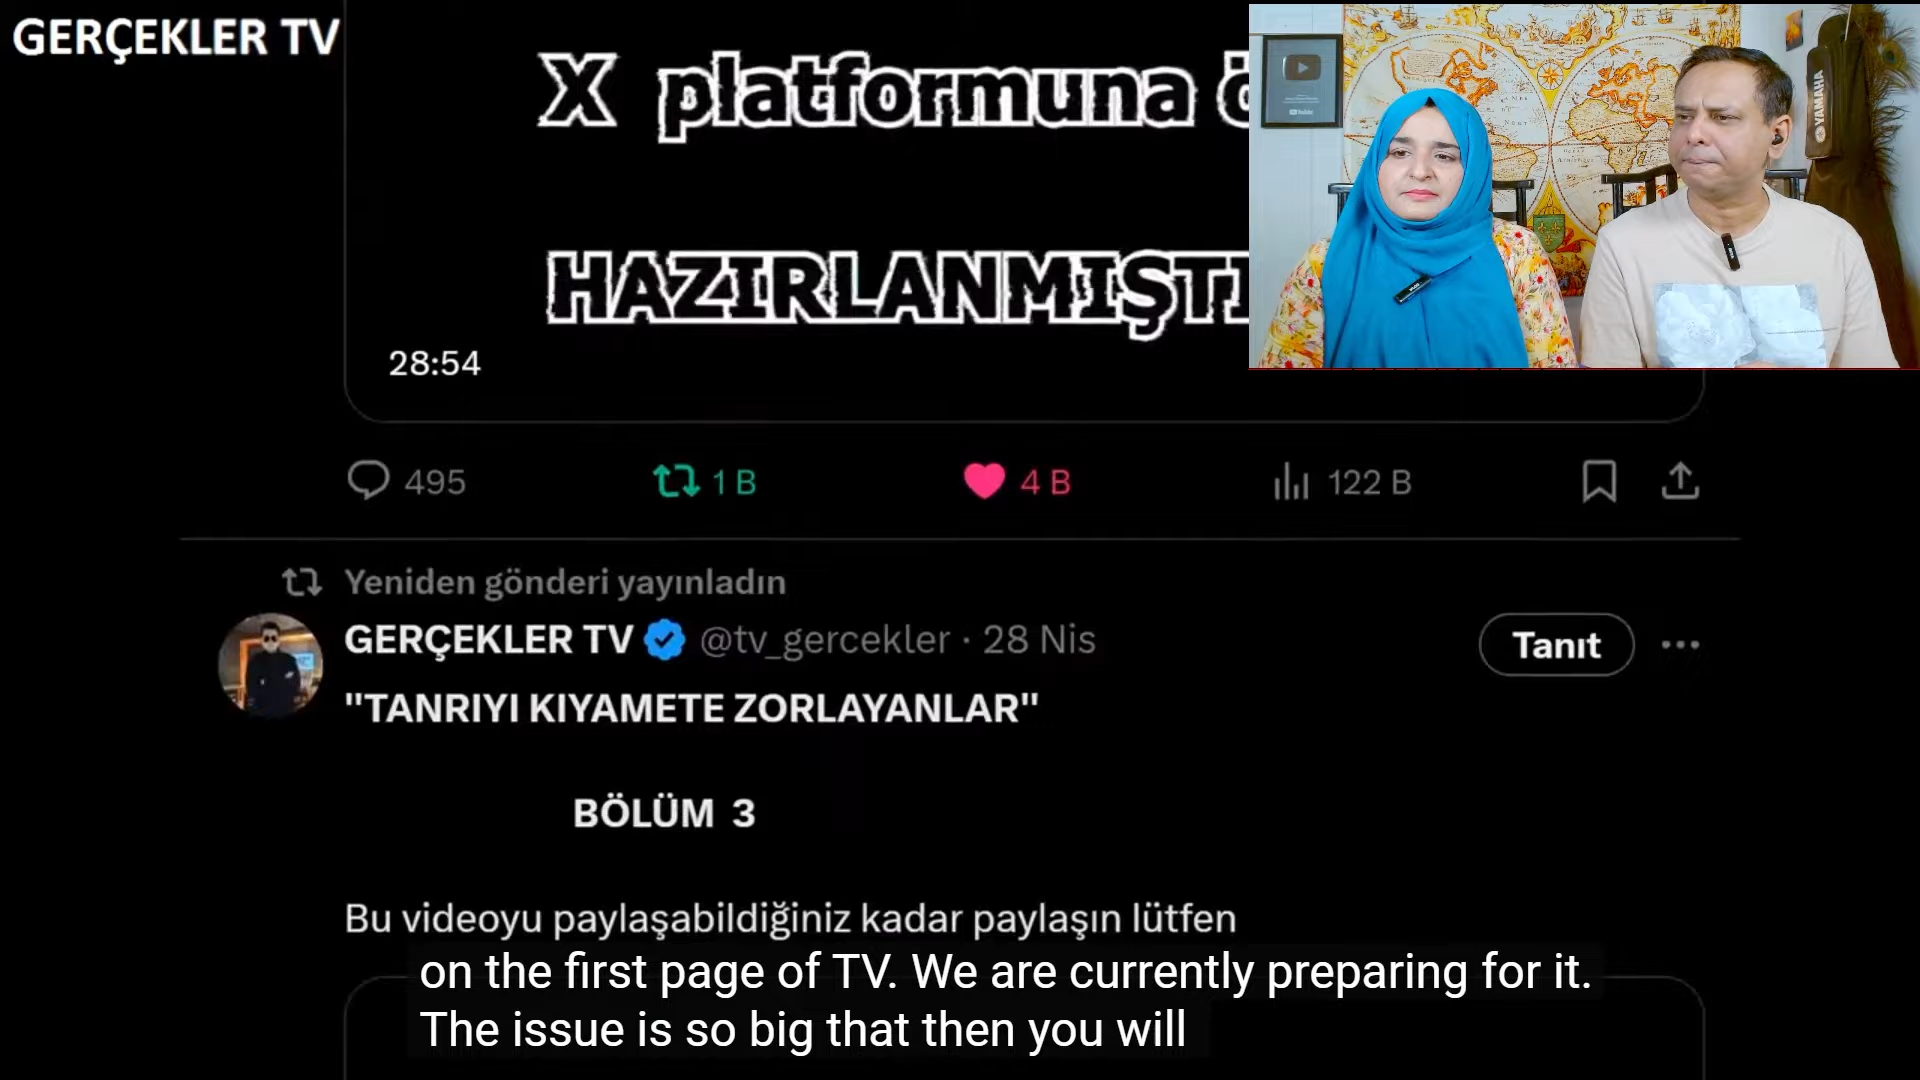 GERÇEKLER TV
X platformuna ö
HAZIRLANMIŞTI
28:54
YAMAHA
495
1 B
4 B
122 B
Yeniden gönderi yayınladın
GERÇEKLER TV @tv_gercekler · 28 Nis
Tanıt
"TANRIYI KIYAMETE ZORLAYANLAR"
BÖLÜM 3
Bu videoyu paylaşabildiğiniz kadar paylaşın lütfen
on the first page of TV. We are currently preparing for it.
The issue is so big that then you will